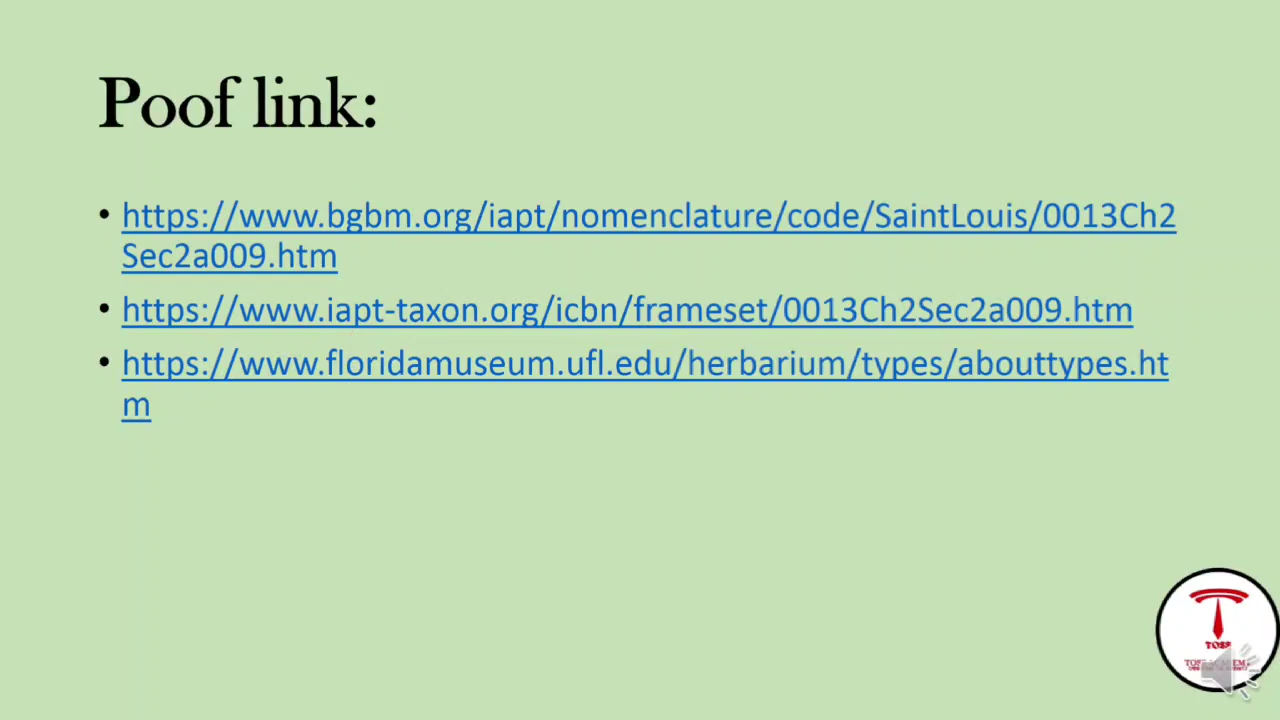 Poof link:
• https://www.bgbm.org/iapt/nomenclature/code/SaintLouis/0013Ch2
Sec2a009.htm
• https://www.iapt-taxon.org/icbn/frameset/0013Ch2Sec2a009.htm
• https://www.floridamuseum.ufl.edu/herbarium/types/abouttypes.ht
m
TOSS